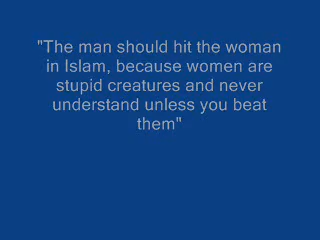 "The man should hit the woman
in Islam, because women are
stupid creatures and never
understand unless you beat
them"